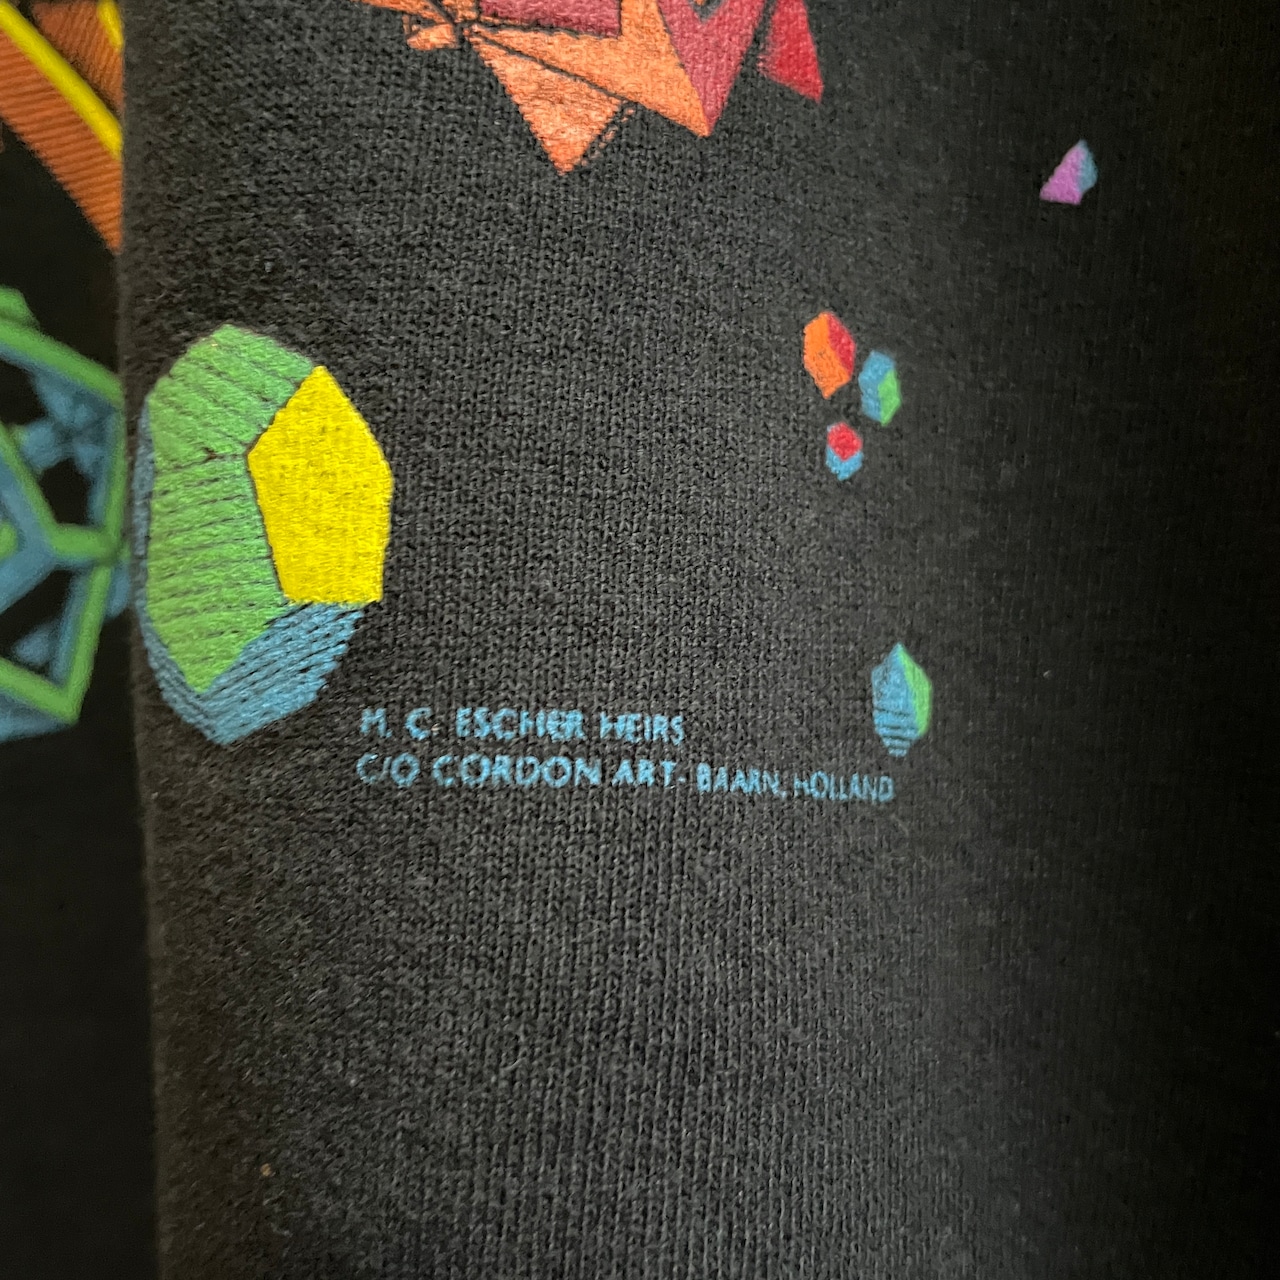 M. C. ESCHER HEIRS
C/O CORDON ART- BAARN, HOLLAND